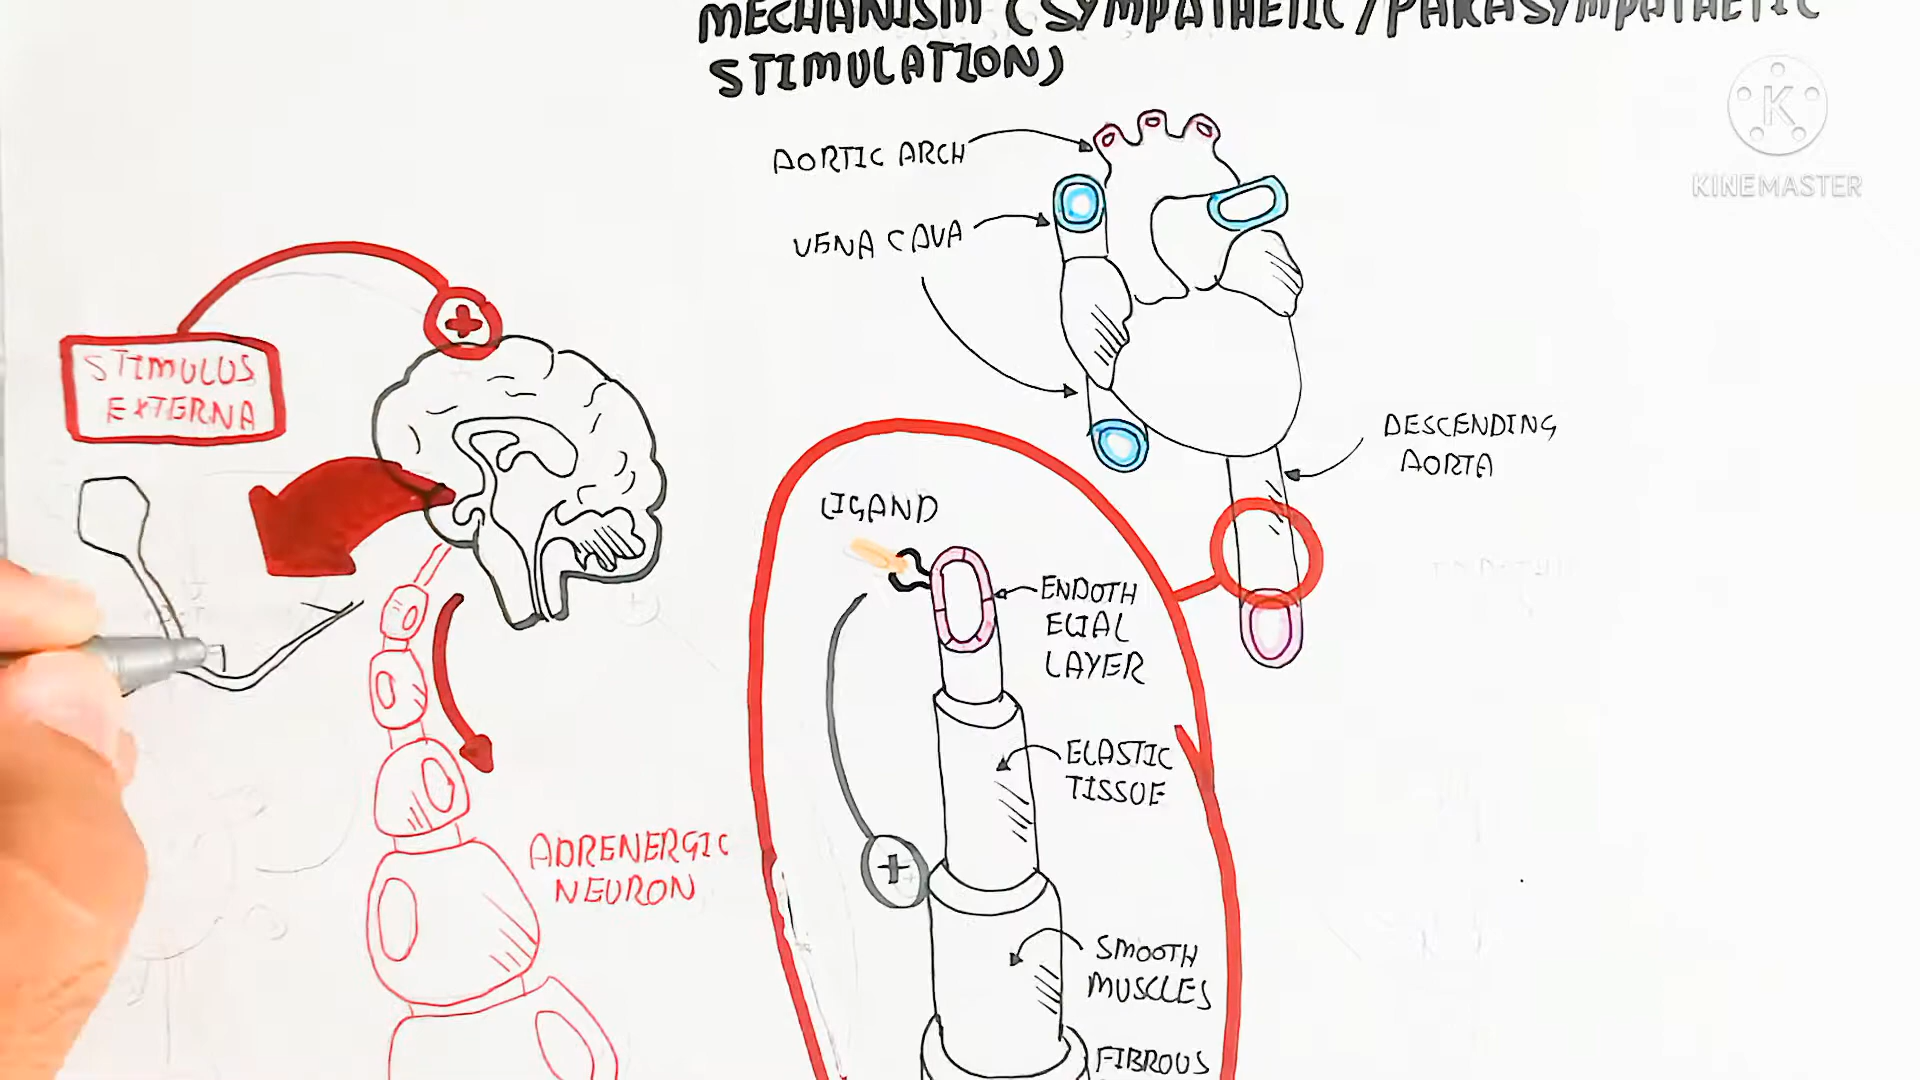 MECHANISM (SYMPATHETIC/PARASYMPATHETIC
STIMULATION)
K
KINEMASTER
AORTIC ARCH
VENA CAVA
STIMULUS
EXTERNA
DESCENDING
AORTA
LIGAND
ENDOTH
ELIAL
LAYER
ELASTIC
TISSUE
ADRENERGIC
NEURON
SMOOTH
MUSCLES
FIBROUS